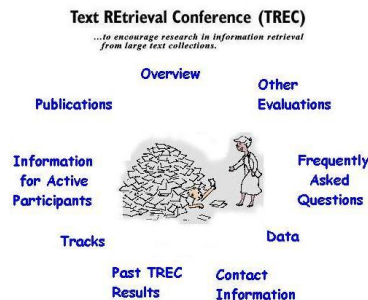 Text REtrieval Conference (TREC)
...to encourage research in information retrieval
from large text collections.
Overview
Other
Evaluations
Publications
Information
for Active
Participants
Frequently
Asked
Questions
Tracks
Data
Past TREC
Results
Contact
Information